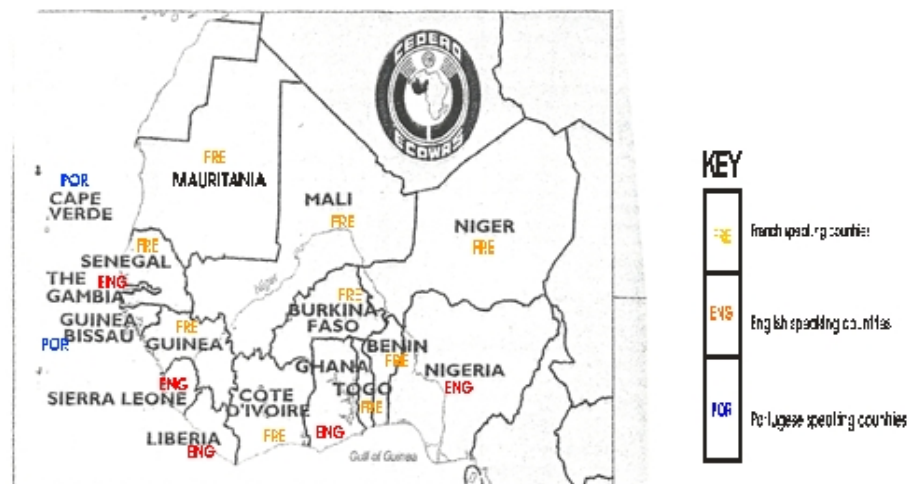 CEDEAO
ECOWAS
FRE
MAURITANIA
POR
CAPE
VERDE
MALI
FRE
NIGER
FRE
FRE
SENEGAL
THE
GAMBIA
ENG
Niger
GUINEA
BISSAU
POR
FRE
GUINEA
FRE
BURKINA
FASO
BENIN
FRE
GHANA
TOGO
FRE
NIGERIA
ENG
ENG
SIERRA LEONE
CÔTE
D'IVOIRE
FRE
ENG
LIBERIA
ENG
Gulf of Guinea
KEY
FRE
French speaking countries
ENG
English speaking countries
POR
Portugese speaking countries